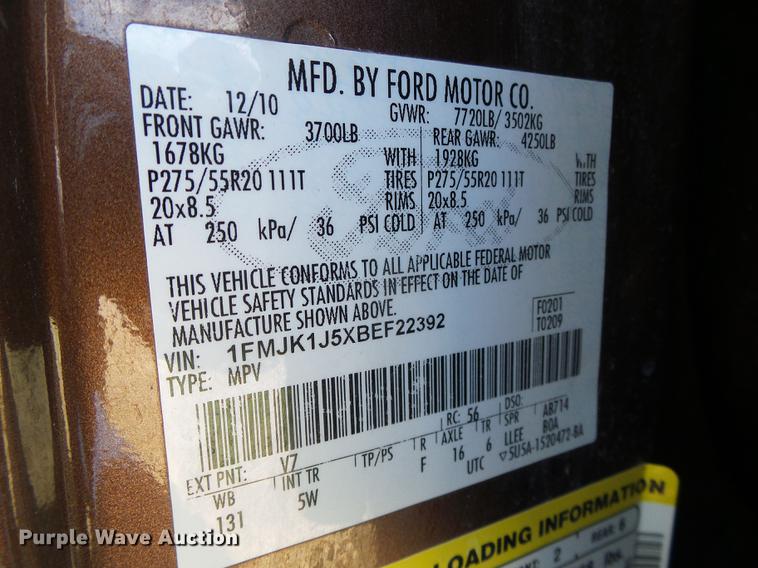 MFD. BY FORD MOTOR CO.
DATE: 12/10 GVWR: 7720LB/ 3502KG
FRONT GAWR: 3700LB REAR GAWR: 4250LB
1678KG WITH 1928KG WITH
P275/55R20 111T TIRES P275/55R20 111T TIRES
20x8.5 RIMS 20x8.5 RIMS
AT 250 kPa/ 36 PSI COLD AT 250 kPa/ 36 PSI COLD
THIS VEHICLE CONFORMS TO ALL APPLICABLE FEDERAL MOTOR
VEHICLE SAFETY STANDARDS IN EFFECT ON THE DATE OF
MANUFACTURE SHOWN ABOVE.
F0201
T0209
VIN: 1FMJK1J5XBEF22392
TYPE: MPV
RC: 56 DSO:
EXT PNT: V7 TP/PS R AXLE TR SPR AB714
WB INT TR F 16 6 LLEE BOA
131 5W UTC ▽5U5A-1520472-BA
LOADING INFORMATION
2 REAR 6
lbs.
Purple Wave Auction